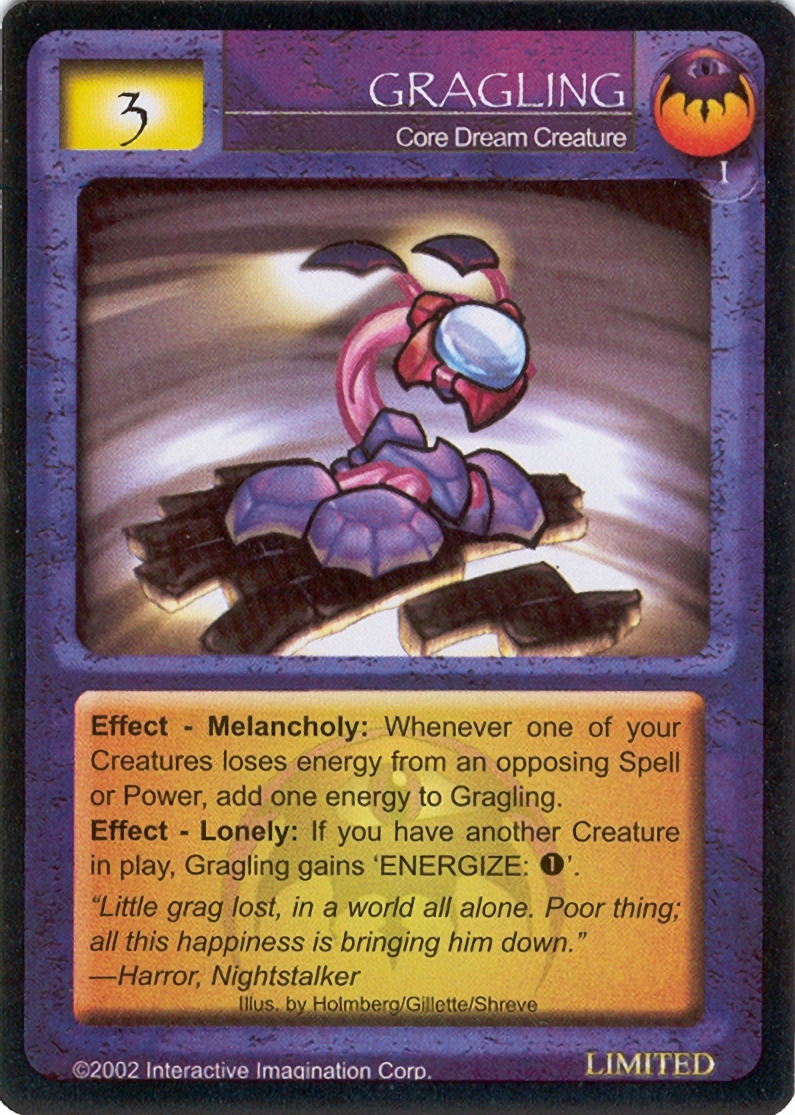 3
GRAGLING
Core Dream Creature
I
Effect - Melancholy: Whenever one of your
Creatures loses energy from an opposing Spell
or Power, add one energy to Gragling.
Effect - Lonely: If you have another Creature
in play, Gragling gains ‘ENERGIZE: ❶’.
“Little grag lost, in a world all alone. Poor thing;
all this happiness is bringing him down.”
—Harror, Nightstalker
Illus. by Holmberg/Gillette/Shreve
©2002 Interactive Imagination Corp.
LIMITED